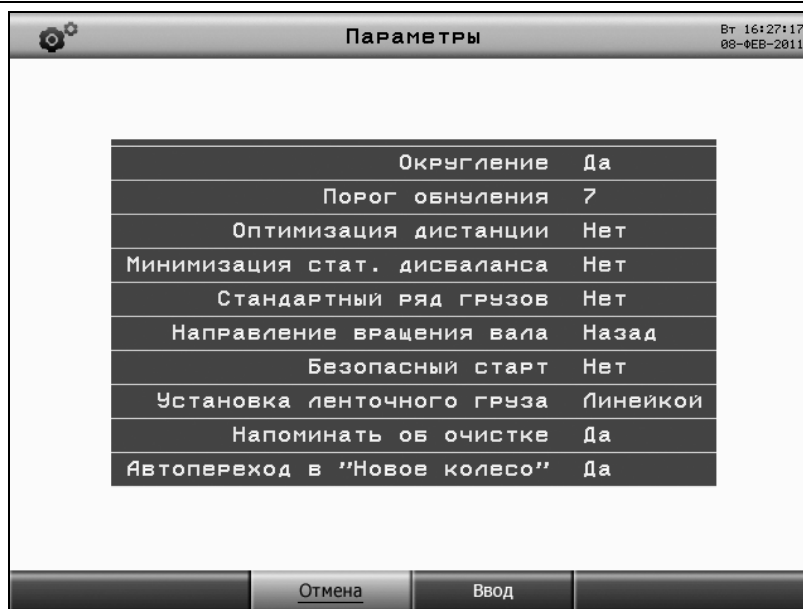 Параметры
Вт 16:27:17
08-ФЕВ-2011
Округление Да
Порог обнуления 7
Оптимизация дистанции Нет
Минимизация стат. дисбаланса Нет
Стандартный ряд грузов Нет
Направление вращения вала Назад
Безопасный старт Нет
Установка ленточного груза Линейкой
Напоминать об очистке Да
Автопереход в "Новое колесо" Да
Отмена Ввод